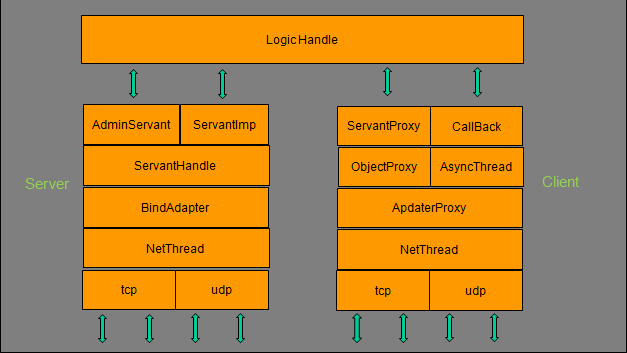 LogicHandle
AdminServant ServantImp
ServantProxy CallBack
ServantHandle
ObjectProxy AsyncThread
Server
Client
BindAdapter
ApdaterProxy
NetThread
NetThread
tcp udp
tcp udp